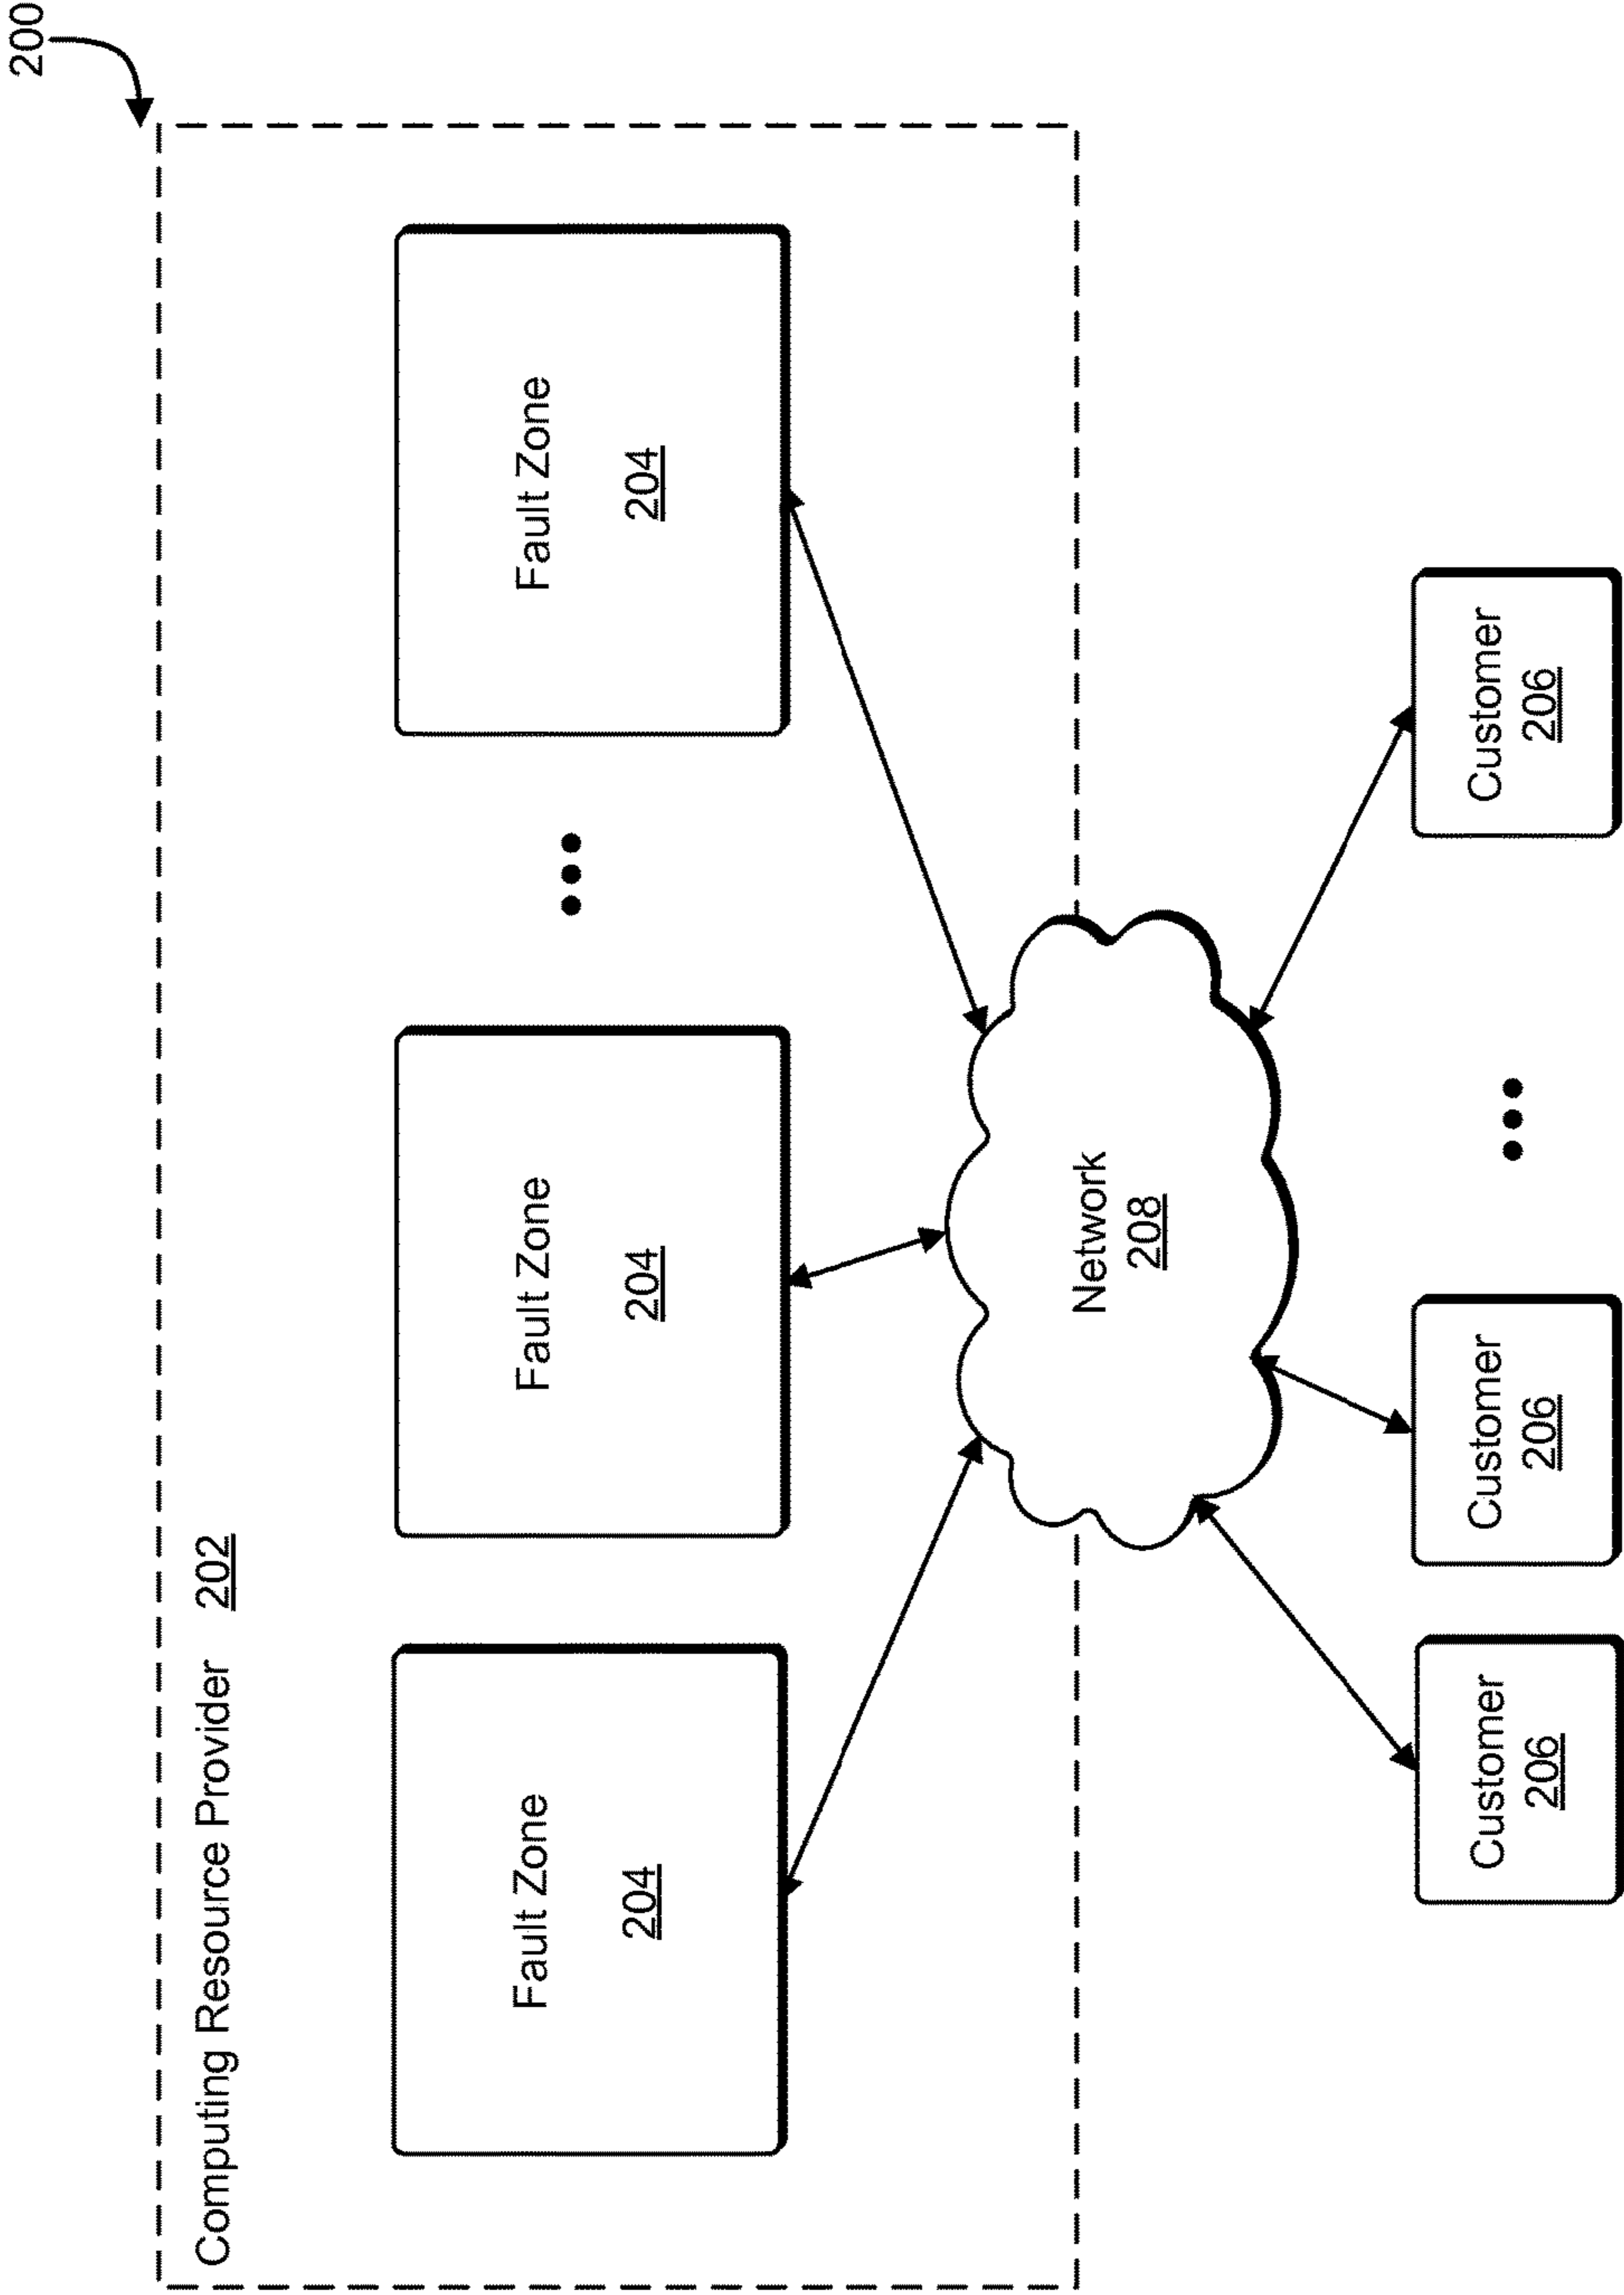 200
Computing Resource Provider 202
Fault Zone
204
Fault Zone
204
Fault Zone
204
Network
208
Customer
206
Customer
206
Customer
206